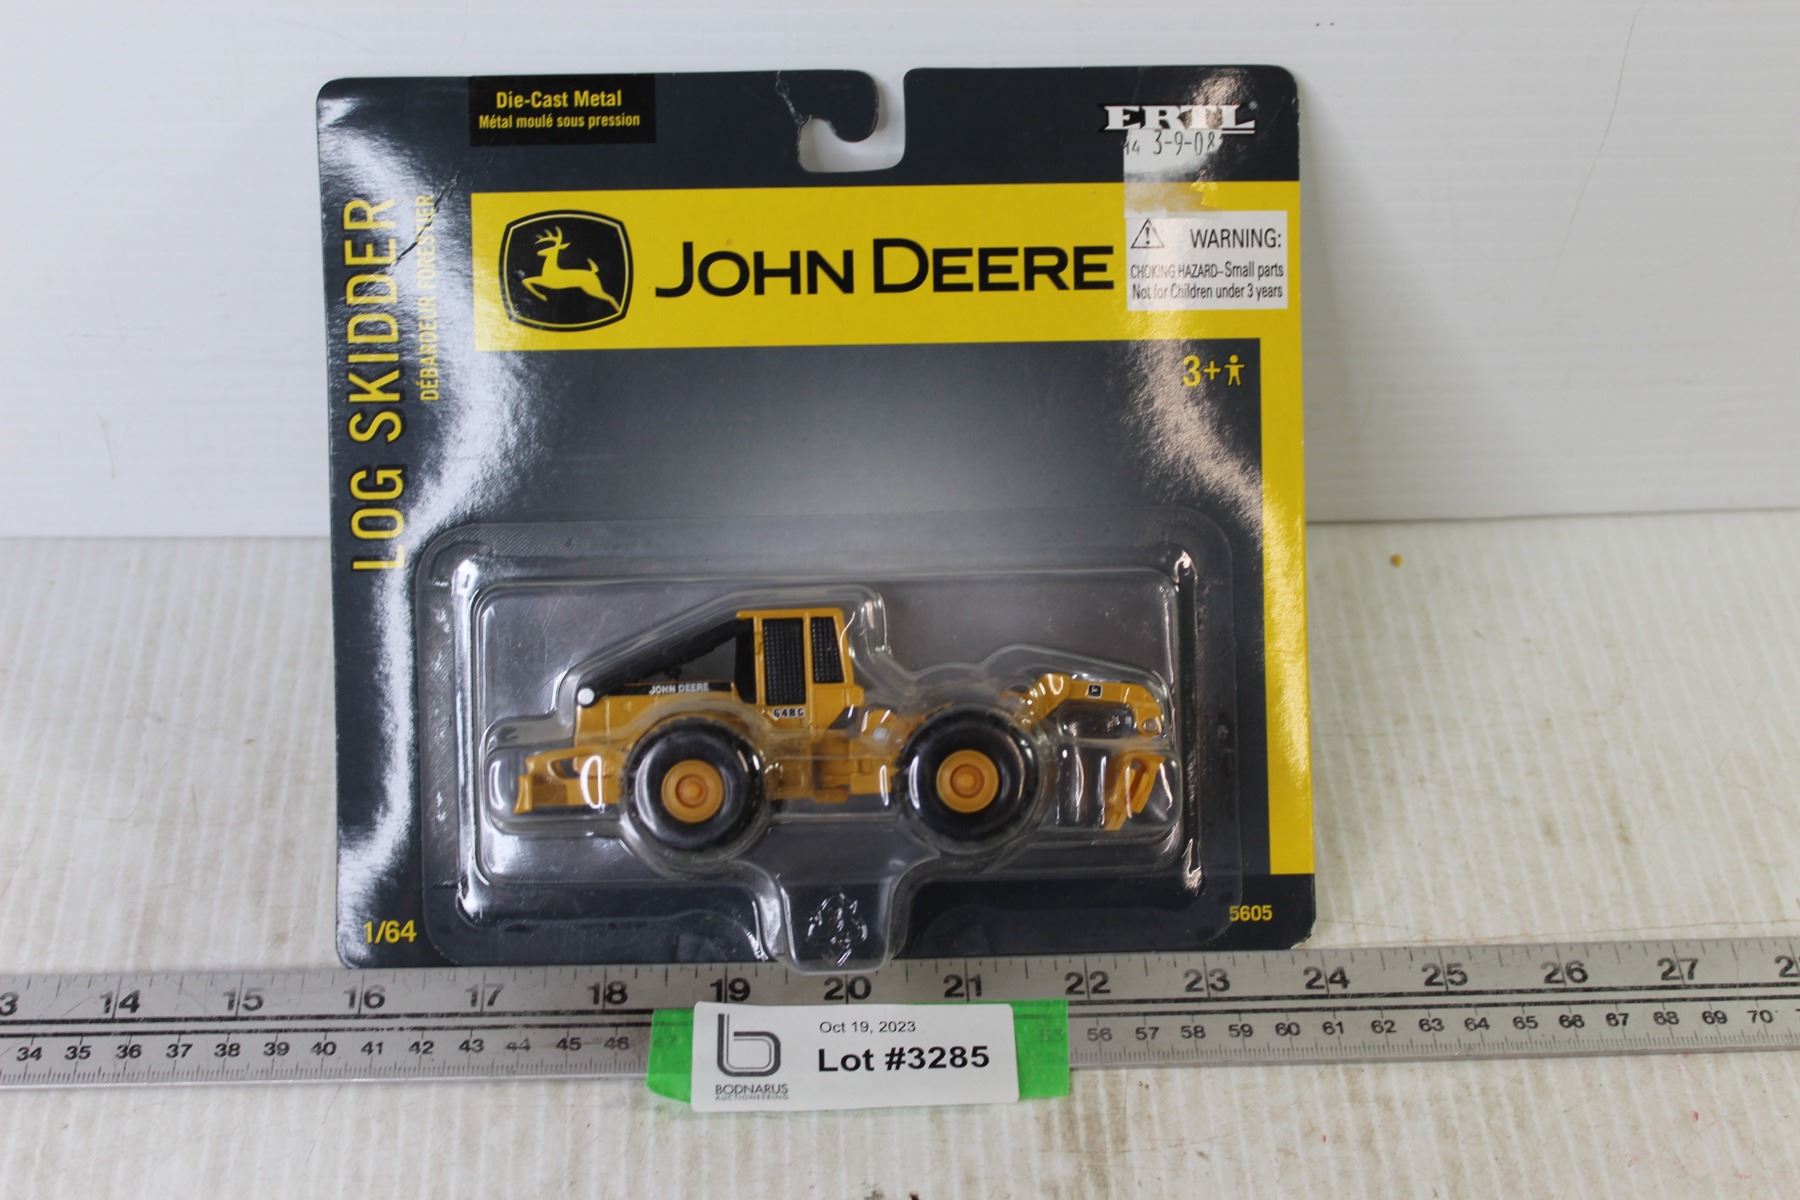 Die-Cast Metal
Métal moulé sous pression
ERTL®
3-9-08
LOG SKIDDER
DÉBARDEUR FORESTIER
JOHN DEERE
WARNING:
CHOKING HAZARD-Small parts
Not for Children under 3 years
3+
JOHN DEERE
648G
1/64
5605
14 15 16 17 18 19 20 21 22 23 24 25 26 27
34 35 36 37 38 39 40 41 42 43 44 45 46 56 57 58 59 60 61 62 63 64 65 66 67 68 69 70
Oct 19, 2023
Lot #3285
BODNARUS
AUCTIONEERING